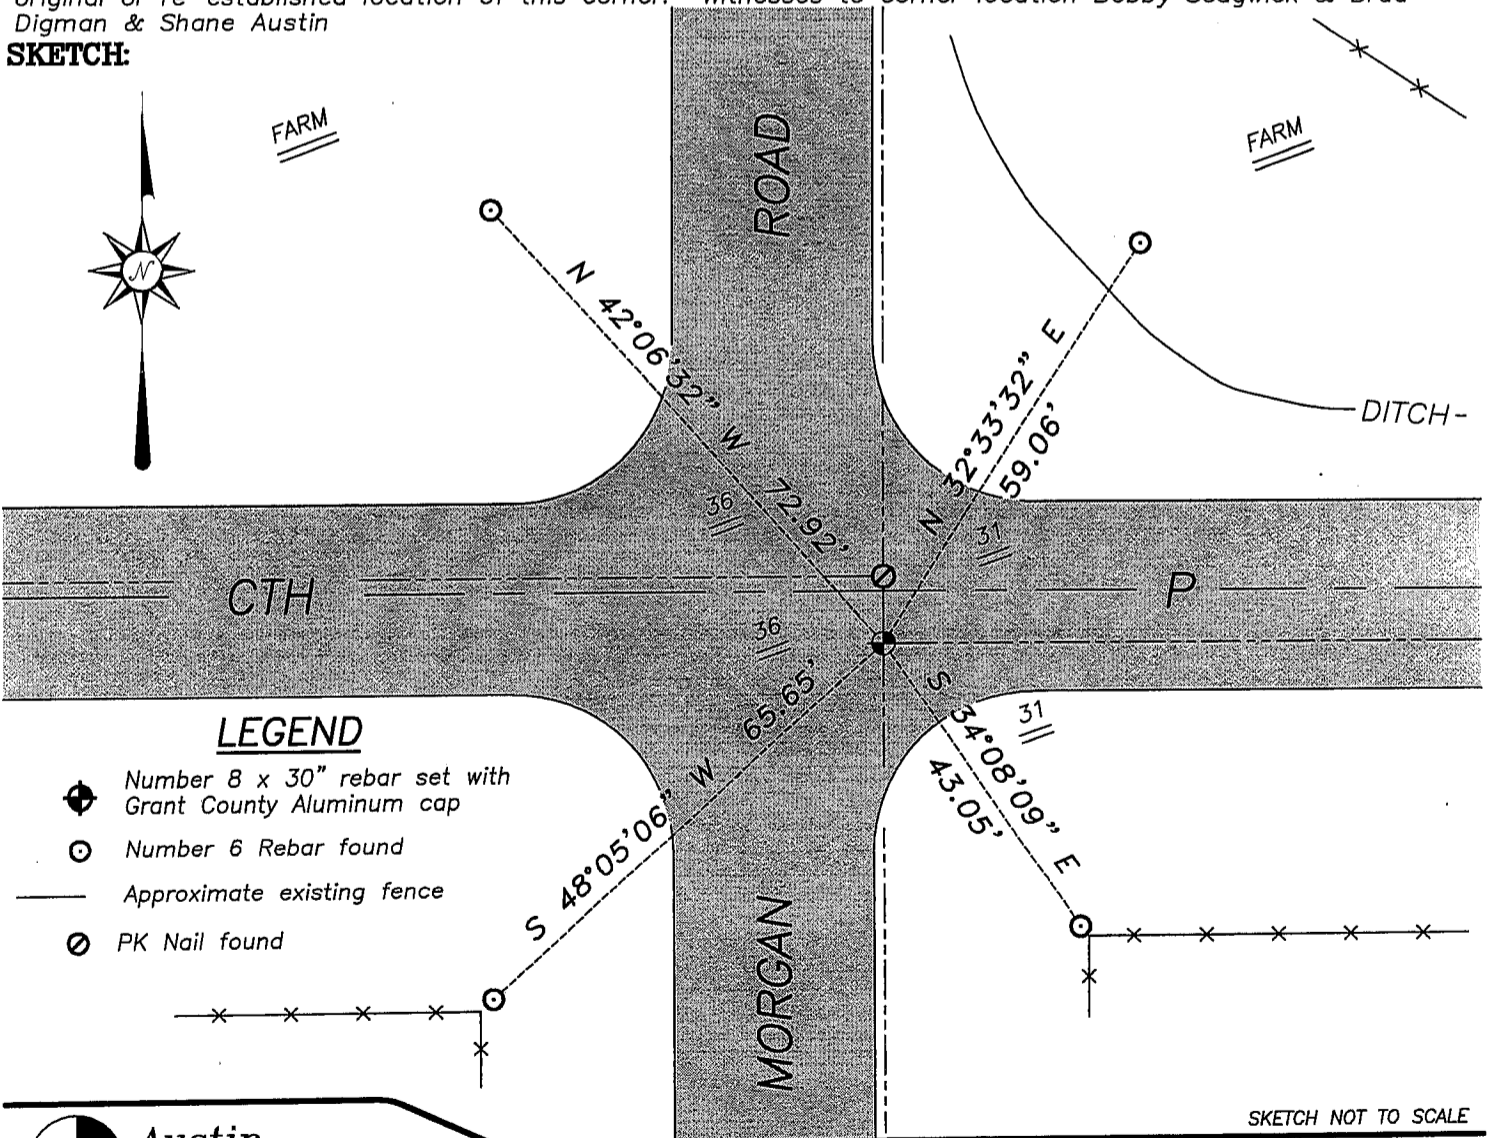 Digman & Shane Austin
SKETCH:
FARM
ROAD
FARM
N
N 42°06'32" W 72.92'
N 32°33'32" E
59.06'
DITCH-
36
31
CTH
P
36
65.65'
S 48°05'06" W
S 34°08'09" E
43.05'
31
LEGEND
Number 8 x 30" rebar set with
Grant County Aluminum cap
Number 6 Rebar found
Approximate existing fence
PK Nail found
MORGAN
SKETCH NOT TO SCALE
Austin